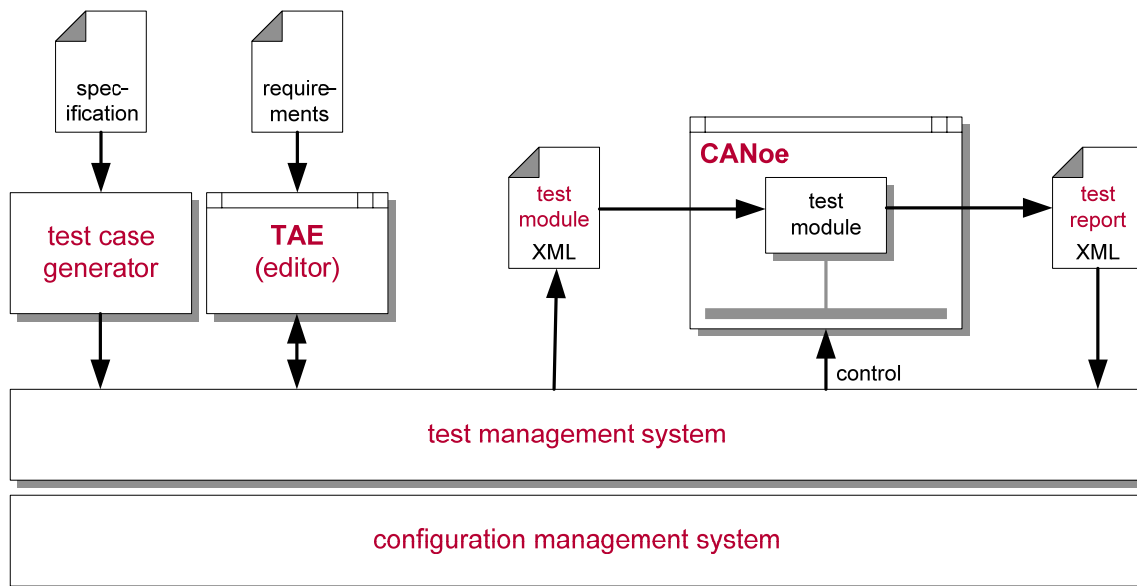 spec-
ification
require-
ments
test case
generator
TAE
(editor)
test
module
XML
CANoe
test
module
test
report
XML
control
test management system
configuration management system